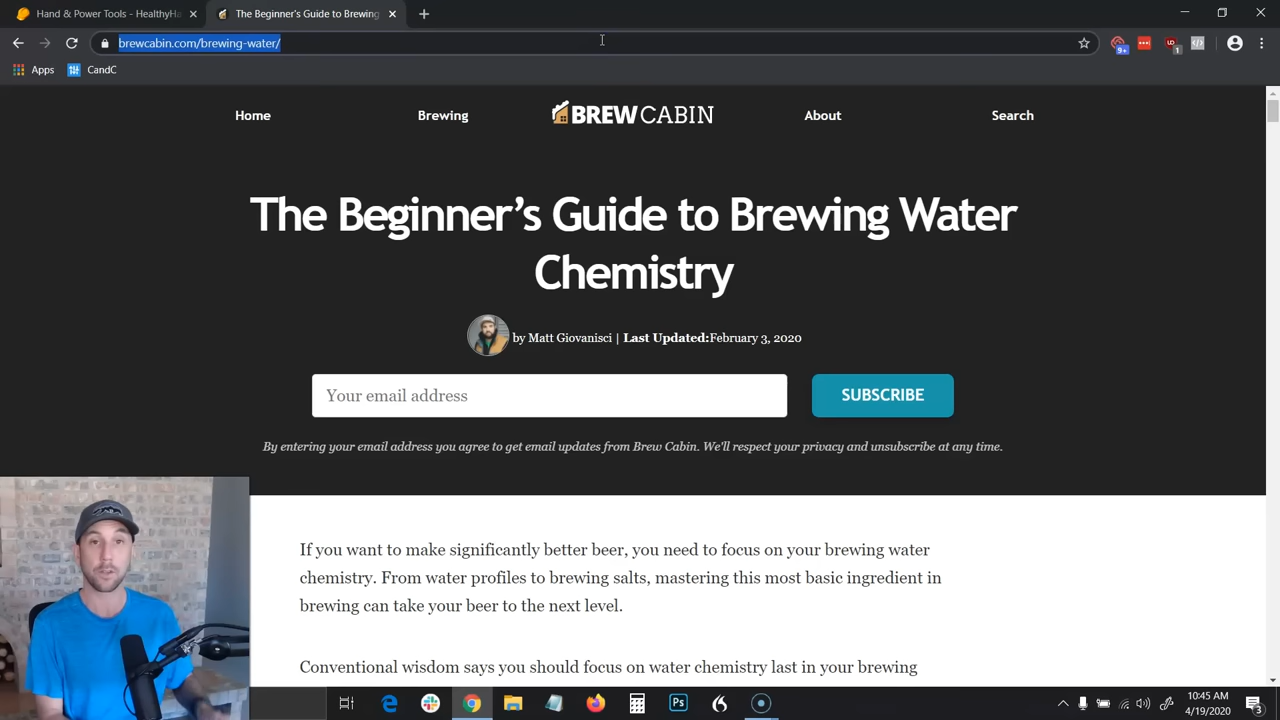 Hand & Power Tools - HealthyHa
The Beginner's Guide to Brewing
brewcabin.com/brewing-water/
9+
1
Apps
CandC
Home
Brewing
BREWCABIN
About
Search
The Beginner's Guide to Brewing Water
Chemistry
by Matt Giovanisci | Last Updated:February 3, 2020
Your email address
SUBSCRIBE
By entering your email address you agree to get email updates from Brew Cabin. We'll respect your privacy and unsubscribe at any time.
If you want to make significantly better beer, you need to focus on your brewing water
chemistry. From water profiles to brewing salts, mastering this most basic ingredient in
brewing can take your beer to the next level.
Conventional wisdom says you should focus on water chemistry last in your brewing
Ps
10:45 AM
4/19/2020
3